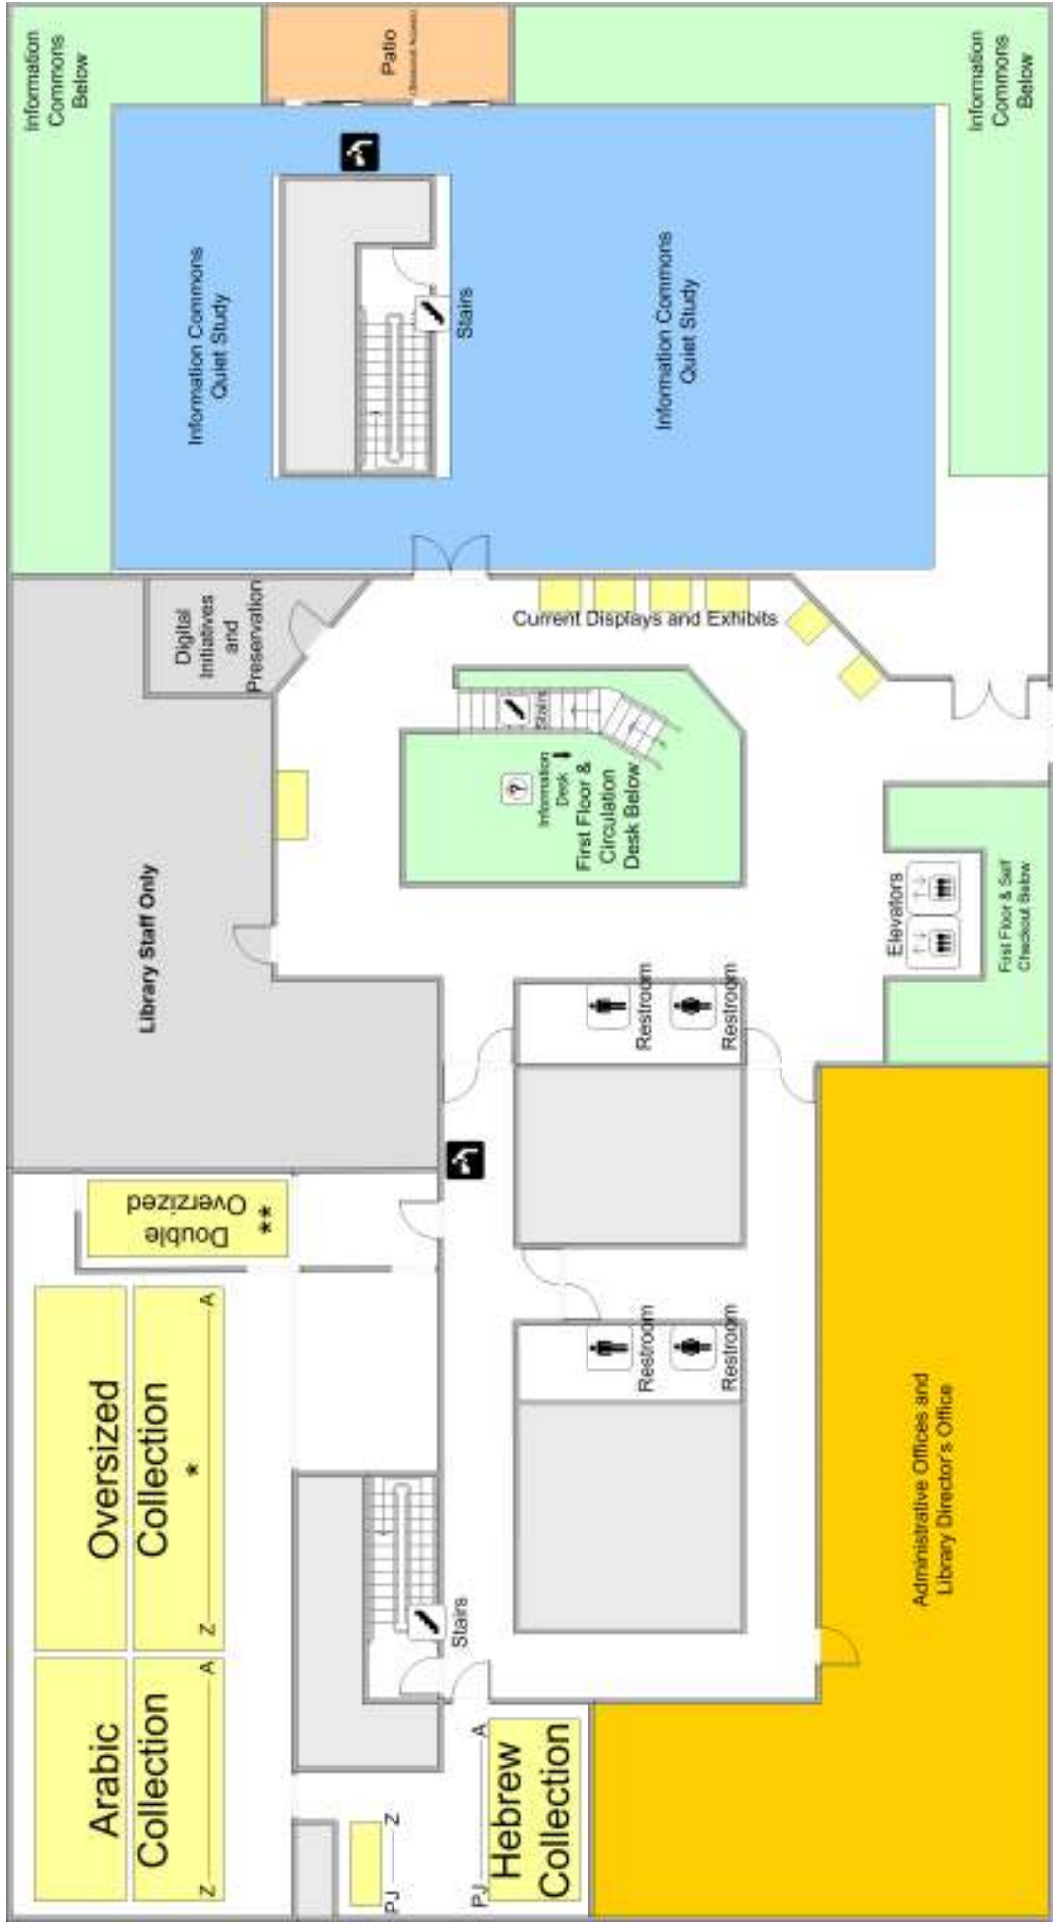 Information
Commons
Below
Patio
Information
Commons
Below
Information Commons
Quiet Study
Stairs
Information Commons
Quiet Study
Digital
Initiatives
and
Preservation
Current Displays and Exhibits
Library Staff Only
Stairs
Information
Desk
First Floor &
Circulation
Desk Below
Elevators
First Floor & Self
Checkout Below
Restroom
Restroom
Double
Overzized
**
Oversized
Collection
*
Z A
Restroom
Restroom
Stairs
Administrative Offices and
Library Director's Office
Arabic
Collection
Z A
PJ Z
PJ A
Hebrew
Collection